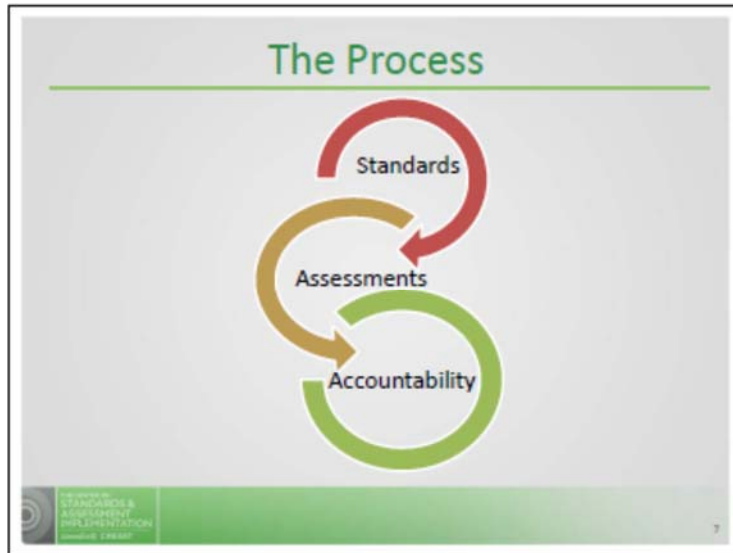 The Process
Standards
Assessments
Accountability
STANDARDS &
ASSESSMENT
IMPLEMENTATION
7